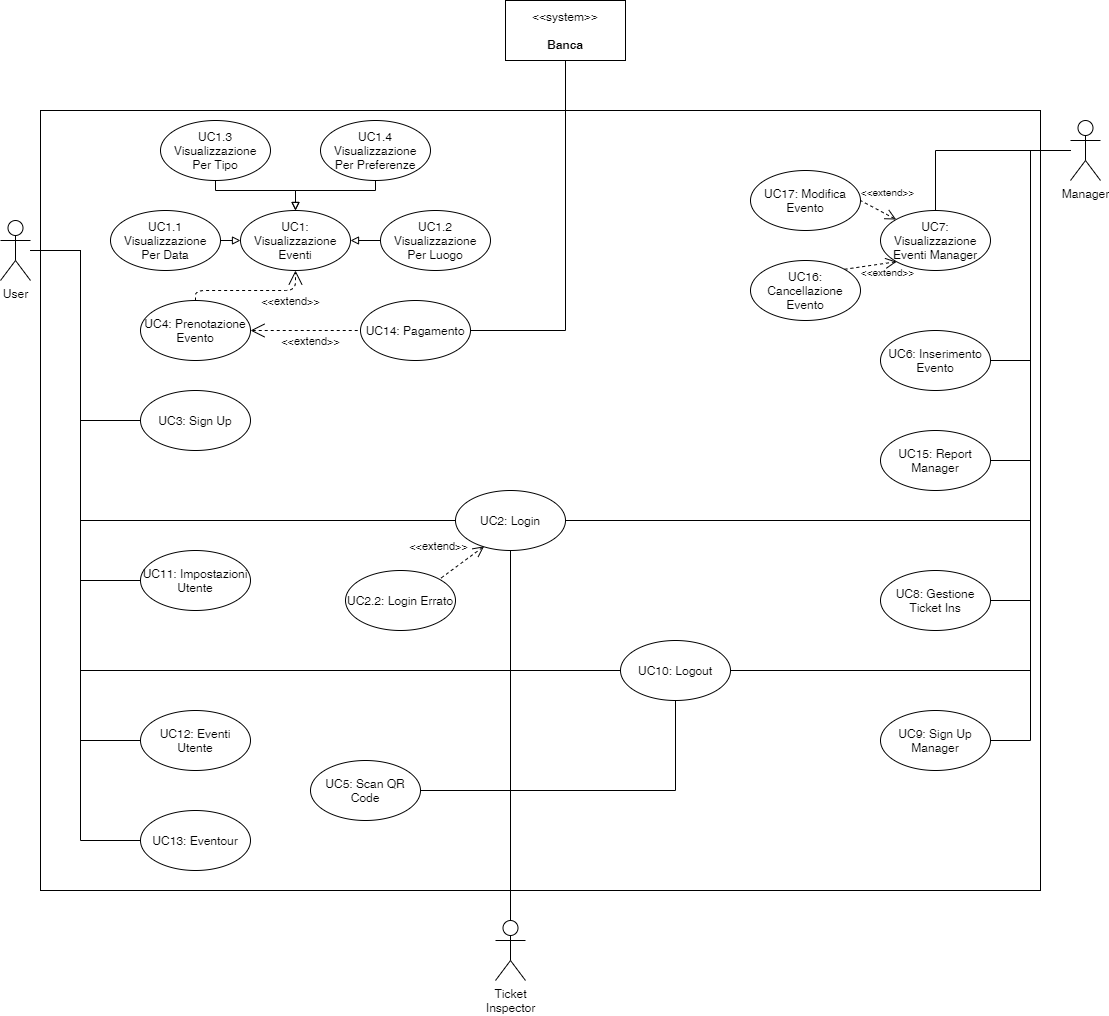 <<system>>
Banca
UC1.3
Visualizzazione
Per Tipo
UC1.4
Visualizzazione
Per Preferenze
Manager
UC17: Modifica
Evento
<<extend>>
UC1.1
Visualizzazione
Per Data
UC1:
Visualizzazione
Eventi
UC1.2
Visualizzazione
Per Luogo
UC7:
Visualizzazione
Eventi Manager
<<extend>>
UC16:
Cancellazione
Evento
User
<<extend>>
UC4: Prenotazione
Evento
<<extend>>
UC14: Pagamento
UC6: Inserimento
Evento
UC3: Sign Up
UC15: Report
Manager
UC2: Login
<<extend>>
UC11: Impostazioni
Utente
UC2.2: Login Errato
UC8: Gestione
Ticket Ins
UC10: Logout
UC12: Eventi
Utente
UC9: Sign Up
Manager
UC5: Scan QR
Code
UC13: Eventour
Ticket
Inspector